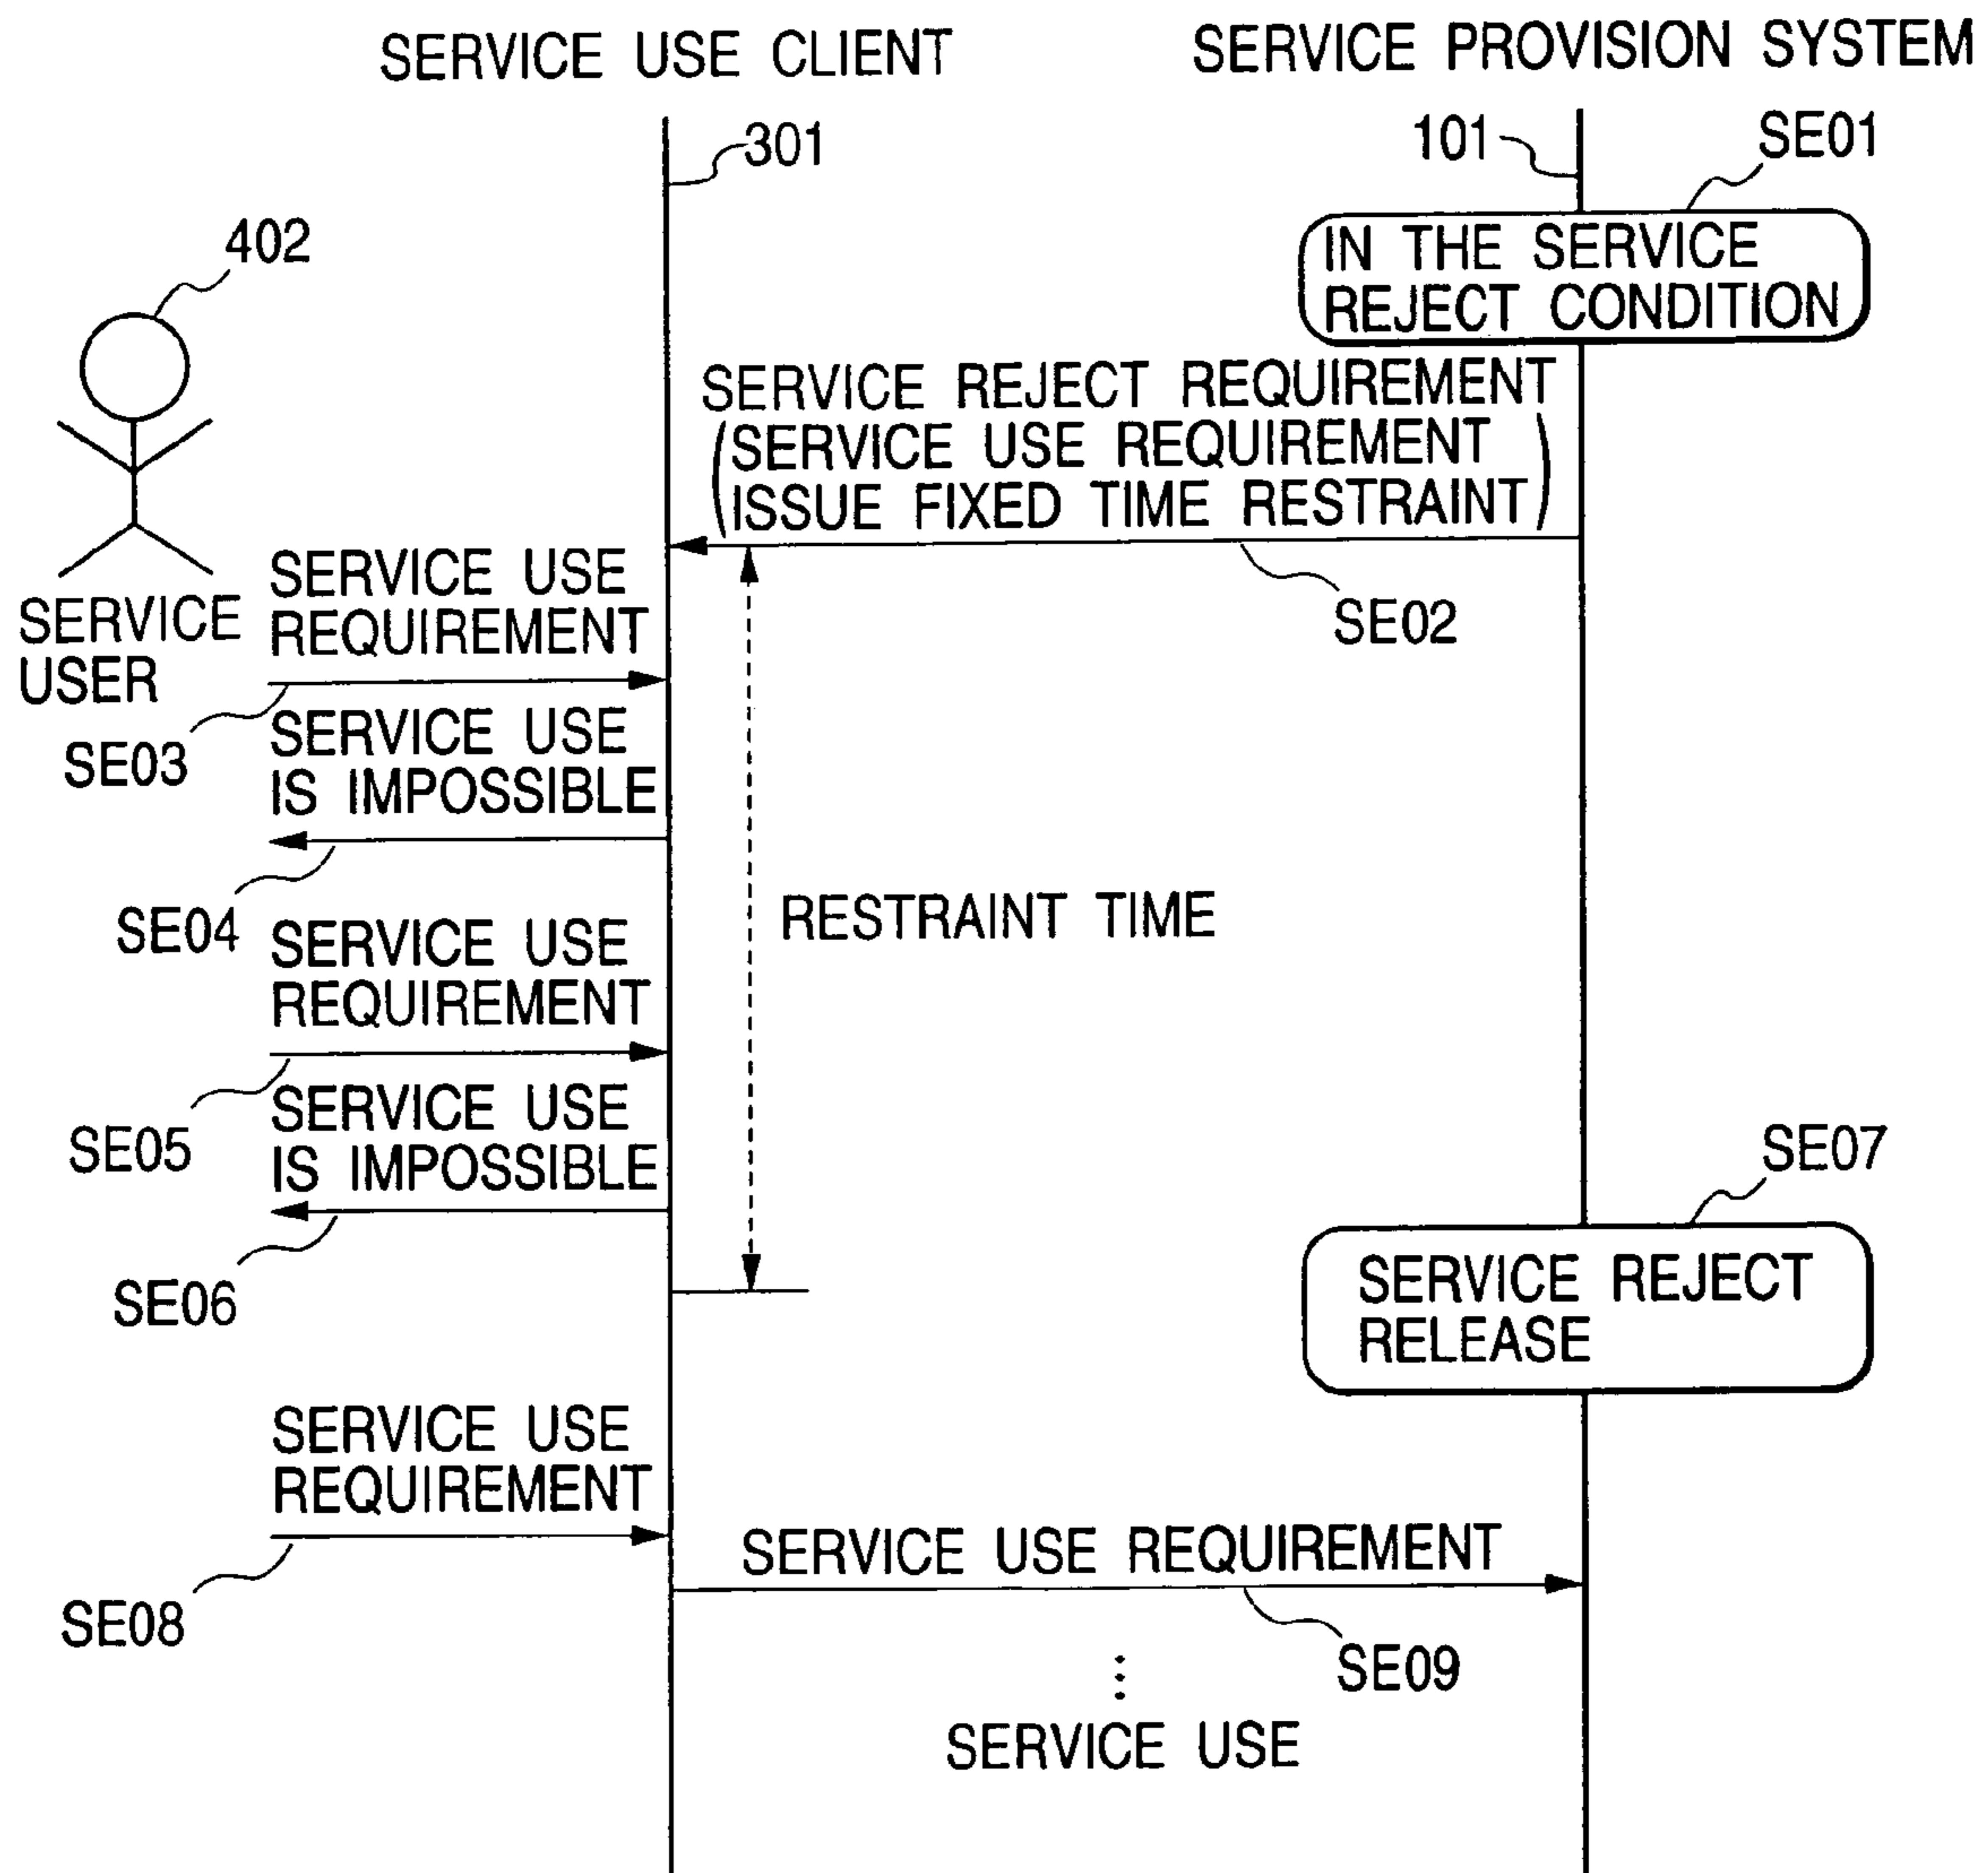 SERVICE USE CLIENT
SERVICE PROVISION SYSTEM
301
101
SE01
402
IN THE SERVICE
REJECT CONDITION
SERVICE REJECT REQUIREMENT
(SERVICE USE REQUIREMENT
ISSUE FIXED TIME RESTRAINT)
SE02
SERVICE
USER
SERVICE USE
REQUIREMENT
SE03
SERVICE USE
IS IMPOSSIBLE
SE04
RESTRAINT TIME
SERVICE USE
REQUIREMENT
SE05
SERVICE USE
IS IMPOSSIBLE
SE06
SE07
SERVICE REJECT
RELEASE
SERVICE USE
REQUIREMENT
SE08
SERVICE USE REQUIREMENT
SE09
SERVICE USE